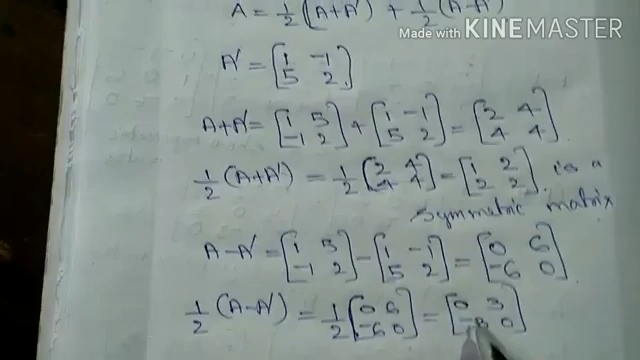 A = 1/2 (A+A') + 1/2 (A-A')
Made with KINEMASTER
A' = [1 -1; 5 2]
A+A' = [1 5; -1 2] + [1 -1; 5 2] = [2 4; 4 4]
1/2 (A+A') = 1/2 [2 4; 4 4] = [1 2; 2 2] is a
symmetric matrix
A-A' = [1 5; -1 2] - [1 -1; 5 2] = [0 6; -6 0]
1/2 (A-A') = 1/2 [0 6; -6 0] = [0 3; -3 0]